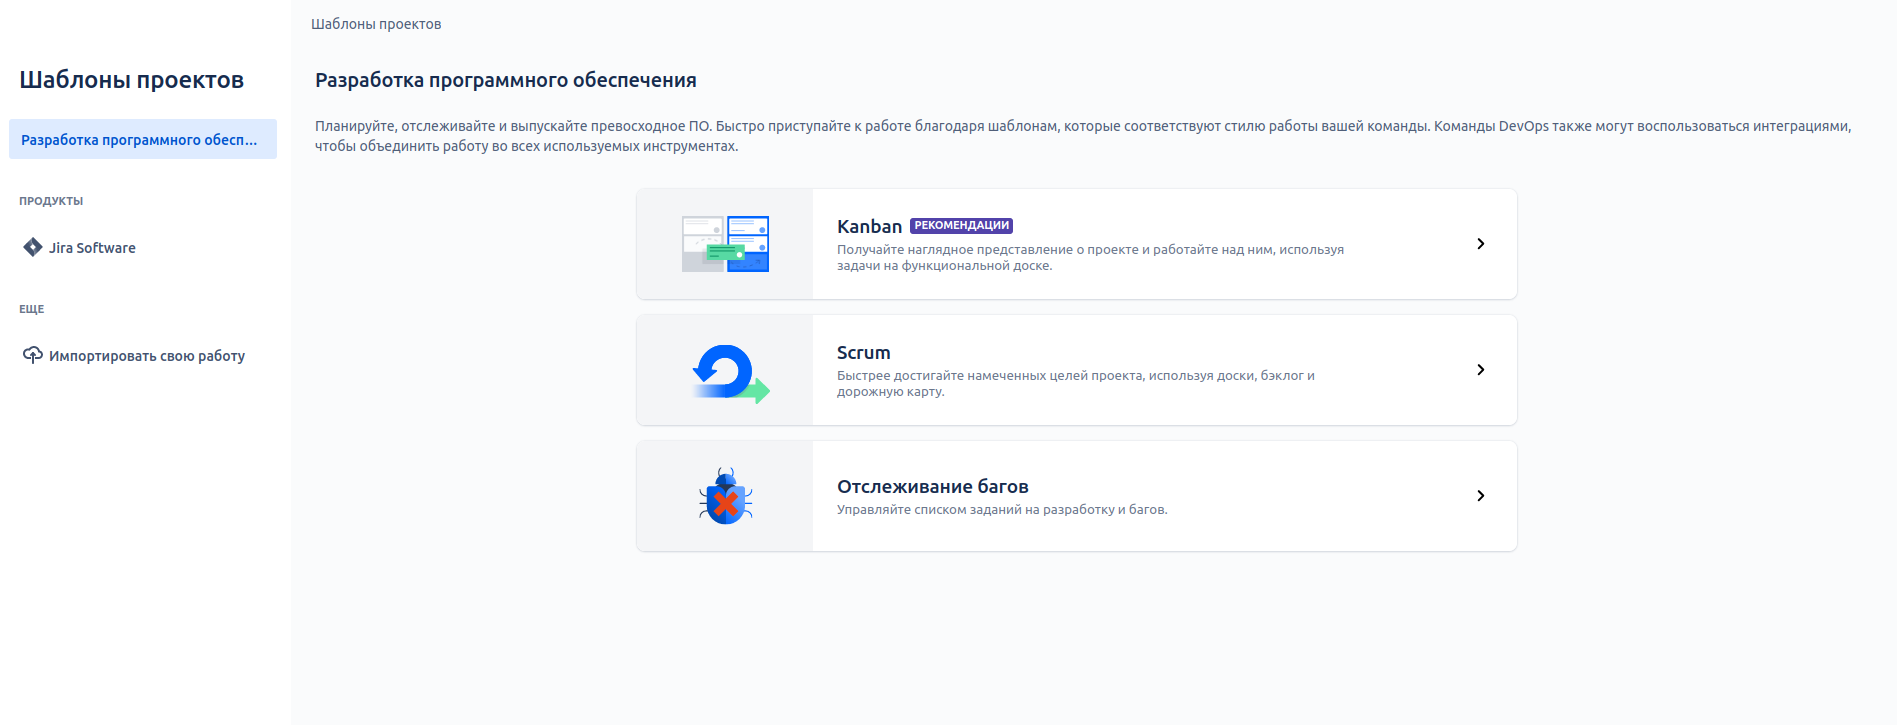 Шаблоны проектов
Разработка программного обесп...
ПРОДУКТЫ
Jira Software
ЕЩЕ
Импортировать свою работу
Шаблоны проектов
Разработка программного обеспечения
Планируйте, отслеживайте и выпускайте превосходное ПО. Быстро приступайте к работе благодаря шаблонам, которые соответствуют стилю работы вашей команды. Команды DevOps также могут воспользоваться интеграциями,
чтобы объединить работу во всех используемых инструментах.
Kanban РЕКОМЕНДАЦИИ
Получайте наглядное представление о проекте и работайте над ним, используя
задачи на функциональной доске.
Scrum
Быстрее достигайте намеченных целей проекта, используя доски, бэклог и
дорожную карту.
Отслеживание багов
Управляйте списком заданий на разработку и багов.